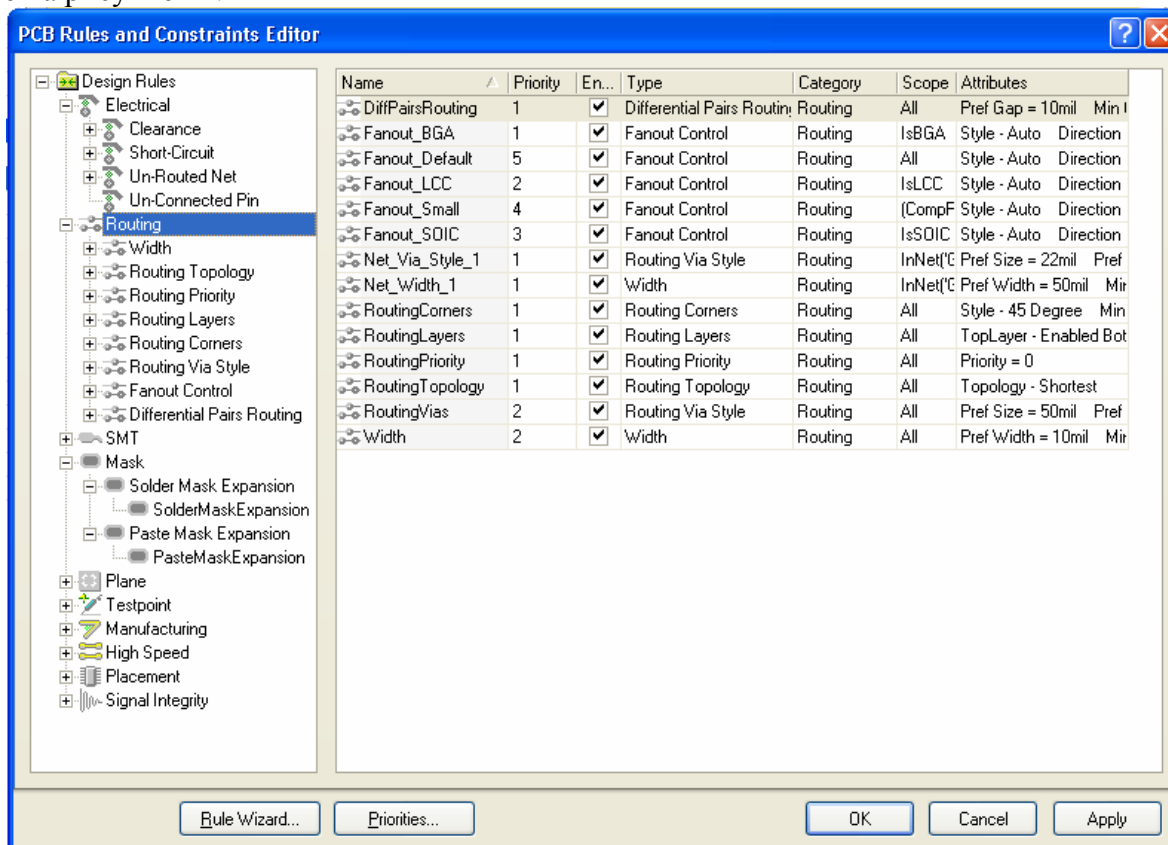 PCB Rules and Constraints Editor
Design Rules
Electrical
Clearance
Short-Circuit
Un-Routed Net
Un-Connected Pin
Routing
Width
Routing Topology
Routing Priority
Routing Layers
Routing Corners
Routing Via Style
Fanout Control
Differential Pairs Routing
SMT
Mask
Solder Mask Expansion
SolderMaskExpansion
Paste Mask Expansion
PasteMaskExpansion
Plane
Testpoint
Manufacturing
High Speed
Placement
Signal Integrity
Name Priority En... Type Category Scope Attributes
DiffPairsRouting 1 Differential Pairs Routing Routing All Pref Gap = 10mil Min
Fanout_BGA 1 Fanout Control Routing IsBGA Style - Auto Direction
Fanout_Default 5 Fanout Control Routing All Style - Auto Direction
Fanout_LCC 2 Fanout Control Routing IsLCC Style - Auto Direction
Fanout_Small 4 Fanout Control Routing (CompF Style - Auto Direction
Fanout_SOIC 3 Fanout Control Routing IsSOIC Style - Auto Direction
Net_Via_Style_1 1 Routing Via Style Routing InNet('G Pref Size = 22mil Pref
Net_Width_1 1 Width Routing InNet('G Pref Width = 50mil Mir
RoutingCorners 1 Routing Corners Routing All Style - 45 Degree Min
RoutingLayers 1 Routing Layers Routing All TopLayer - Enabled Bot
RoutingPriority 1 Routing Priority Routing All Priority = 0
RoutingTopology 1 Routing Topology Routing All Topology - Shortest
RoutingVias 2 Routing Via Style Routing All Pref Size = 50mil Pref
Width 2 Width Routing All Pref Width = 10mil Mir
Rule Wizard... Priorities... OK Cancel Apply